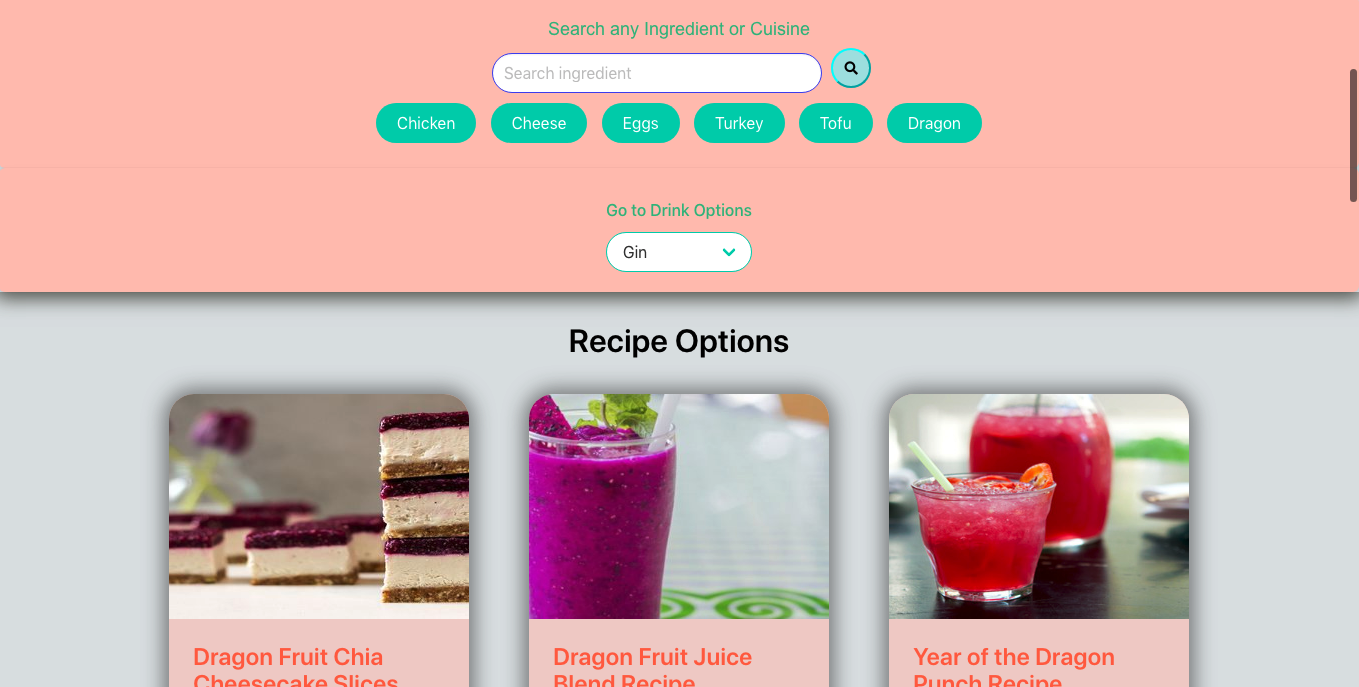 Search any Ingredient or Cuisine
Search ingredient
Chicken Cheese Eggs Turkey Tofu Dragon
Go to Drink Options
Gin
Recipe Options
Dragon Fruit Chia
Cheesecake Slices
Dragon Fruit Juice
Blend Recipe
Year of the Dragon
Punch Recipe